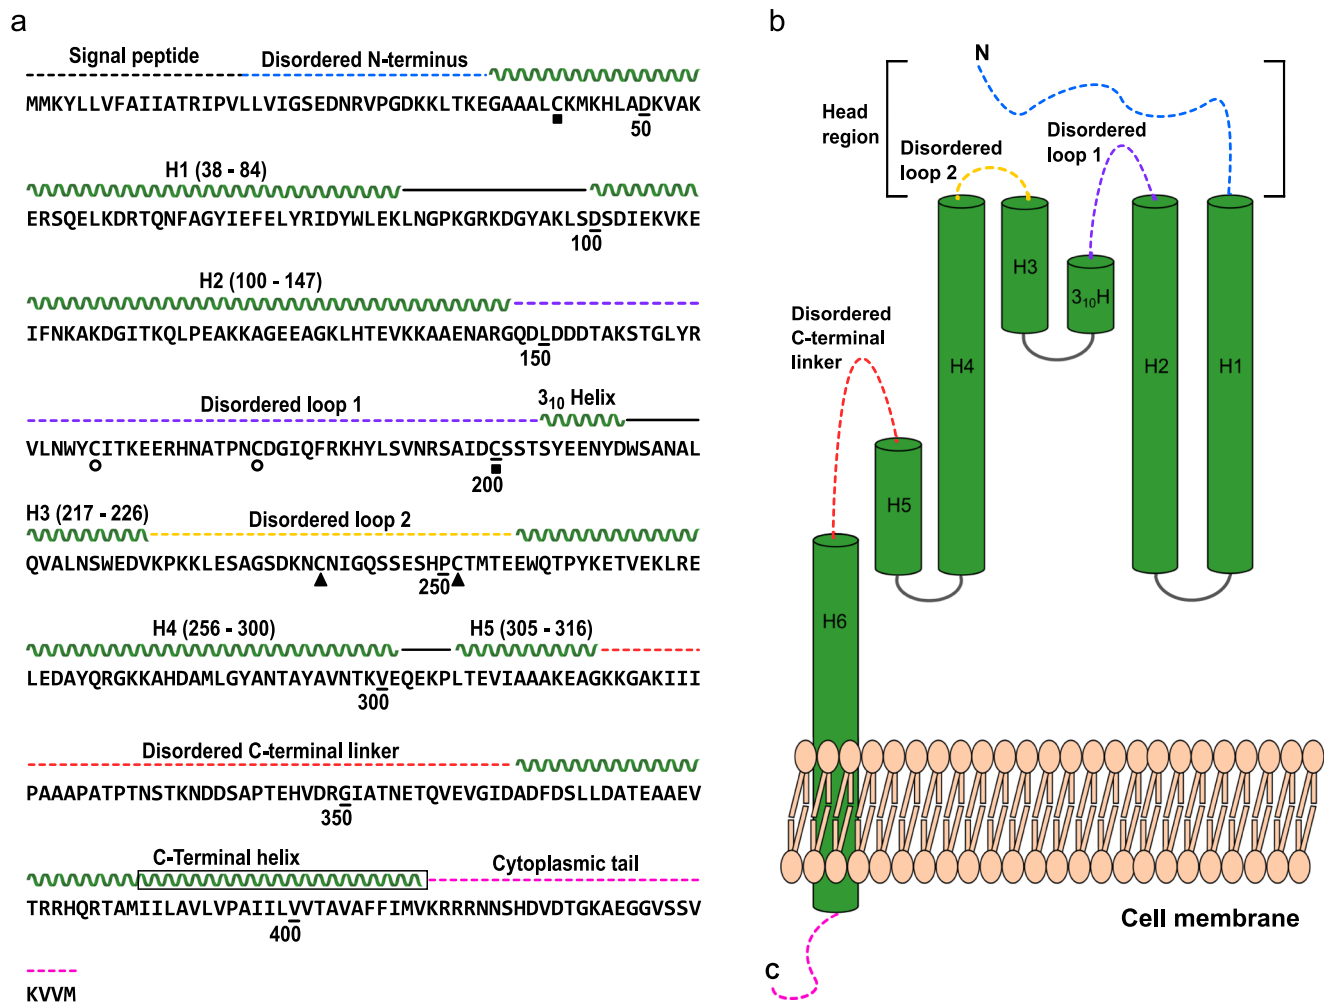 a
Signal peptide
Disordered N-terminus
MMKYLLVFAIIATRIPVLLVIGSEDNRVPGDKKLTKEGAAALCKMKHLADKVAK
50
H1 (38 - 84)
ERSQELKDRTQNFAGYIEFELYRIDYWLEKLNGPKGRKDGYAKLSDSDIEKVKE
100
H2 (100 - 147)
IFNKAKDGITKQLPEAKKAGEEAGKLHTEVKKAAENARGQDLDDDTAKSTGLYR
150
Disordered loop 1
3₁₀ Helix
VLNWYCITKEERHNATPNCDGIQFRKHYLSVNRSAIDCSSTSYEENYDWSANAL
200
H3 (217 - 226)
Disordered loop 2
QVALNSWEDVKPKKLESAGSDKNCNIGQSSESHPCTMTEEWQTPYKETVEKLRE
250
H4 (256 - 300)
H5 (305 - 316)
LEDAYQRGKKAHDAMLGYANTAYAVNTKVEQEKPLTEVIAAAKEAGKKGAKIII
300
Disordered C-terminal linker
PAAAPATPTNSTKNDDSAPTEHVDRGIATNETQVEVGIDADFDSLLDATEAAEV
350
C-Terminal helix
Cytoplasmic tail
TRRHQRTAMIILAVLVPAIILVVTAVAFFIMVKRRRNNSHDVDTGKAEGGVSSV
400
KVVM
b
N
Head
region
Disordered
loop 2
Disordered
loop 1
Disordered
C-terminal
linker
H3
3₁₀H
H4
H2
H1
H5
H6
Cell membrane
C